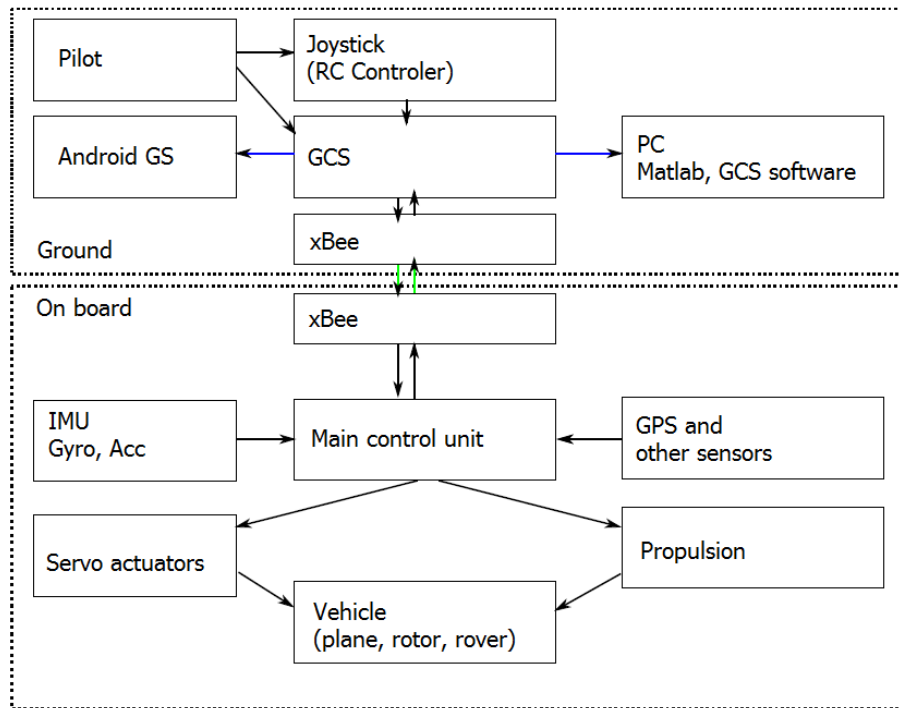 Pilot
Joystick
(RC Controler)
Android GS
GCS
PC
Matlab, GCS software
xBee
Ground
On board
xBee
IMU
Gyro, Acc
Main control unit
GPS and
other sensors
Servo actuators
Propulsion
Vehicle
(plane, rotor, rover)